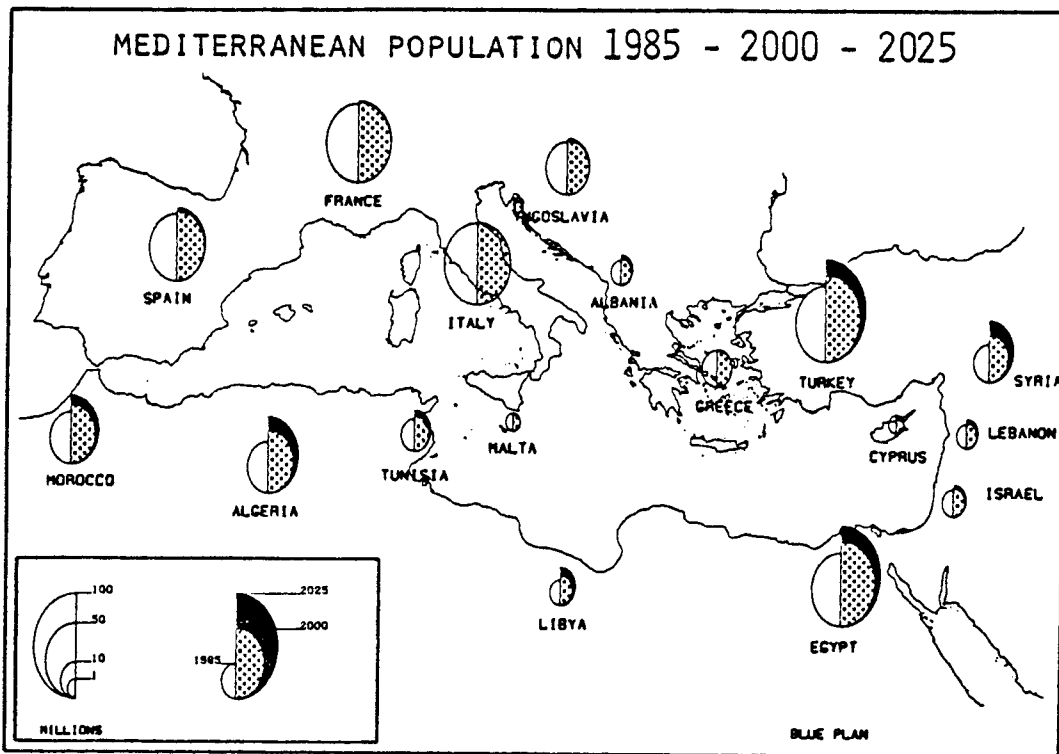 MEDITERRANEAN POPULATION 1985 - 2000 - 2025
FRANCE
UGOSLAVIA
SPAIN
ALBANIA
ITALY
TURKEY
SYRIA
GREECE
MALTA
CYPRUS
LEBANON
MOROCCO
TUNISIA
ALGERIA
ISRAEL
LIBYA
EGYPT
100
50
10
1
2025
2000
1985
MILLIONS
BLUE PLAN